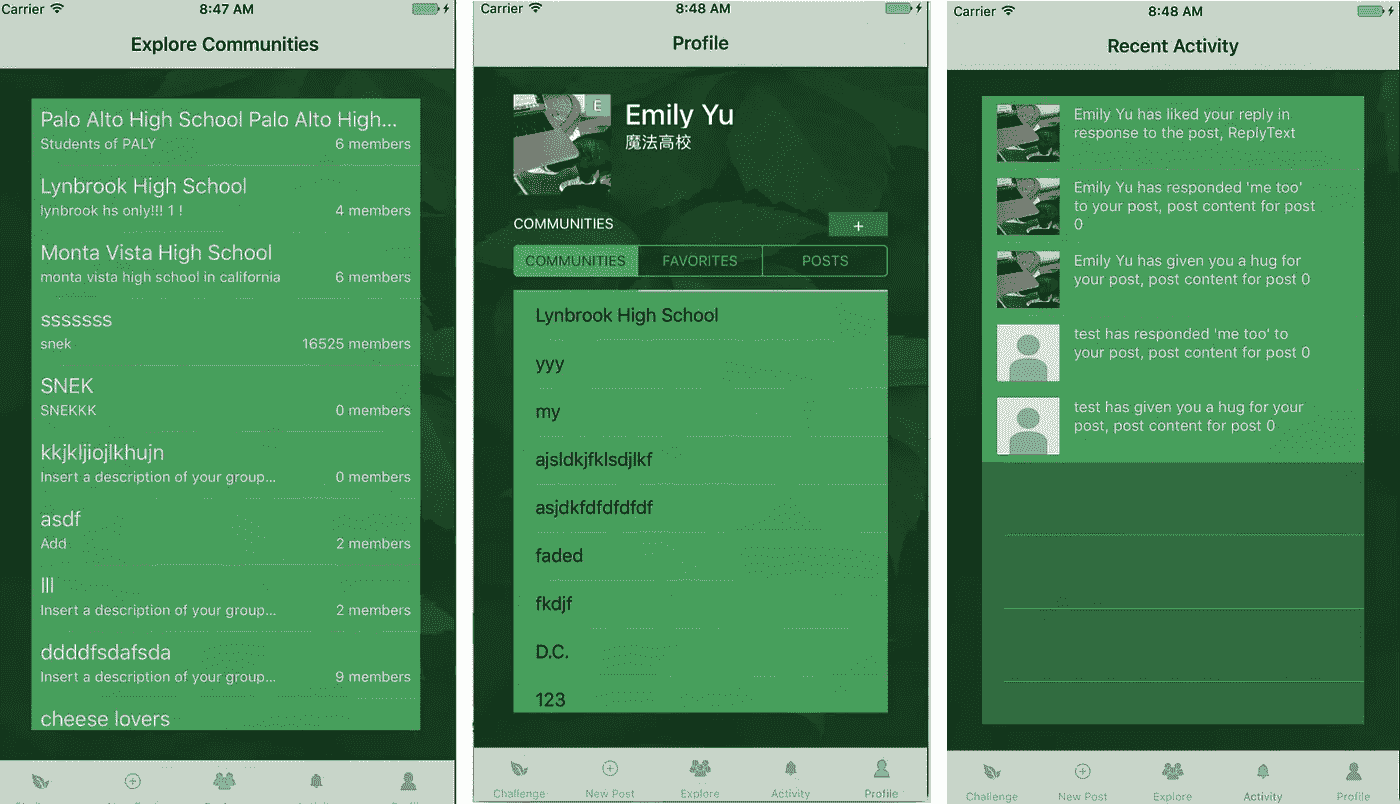 Carrier 8:47 AM
Explore Communities
Palo Alto High School Palo Alto High...
Students of PALY 6 members
Lynbrook High School
lynbrook hs only!!! 1 ! 4 members
Monta Vista High School
monta vista high school in california 6 members
sssssss
snek 16525 members
SNEK
SNEKKK 0 members
kkjkljiojlkhujn
Insert a description of your group... 0 members
asdf
Add 2 members
lll
Insert a description of your group... 2 members
ddddfsdafsda
Insert a description of your group... 9 members
cheese lovers
Carrier 8:48 AM
Profile
E
Emily Yu
魔法高校
COMMUNITIES +
COMMUNITIES FAVORITES POSTS
Lynbrook High School
yyy
my
ajsldkjfklsdjlkf
asjdkfdfdfdfdf
faded
fkdjf
D.C.
123
Challenge New Post Explore Activity Profile
Carrier 8:48 AM
Recent Activity
Emily Yu has liked your reply in
response to the post, ReplyText
Emily Yu has responded 'me too'
to your post, post content for post
0
Emily Yu has given you a hug for
your post, post content for post 0
test has responded 'me too' to
your post, post content for post 0
test has given you a hug for your
post, post content for post 0
Challenge New Post Explore Activity Profile